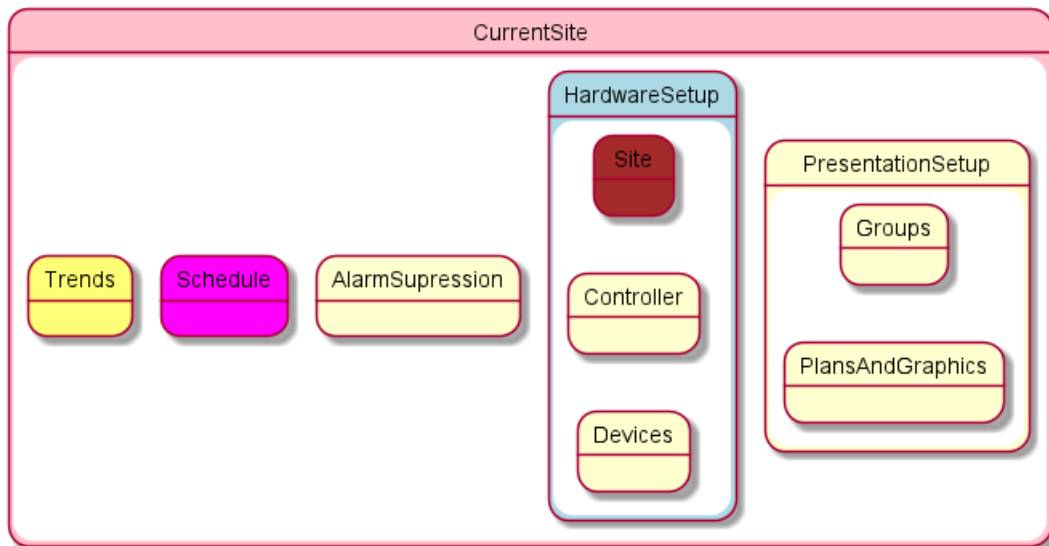 CurrentSite
HardwareSetup
Site
PresentationSetup
Groups
Trends
Schedule
AlarmSupression
Controller
PlansAndGraphics
Devices